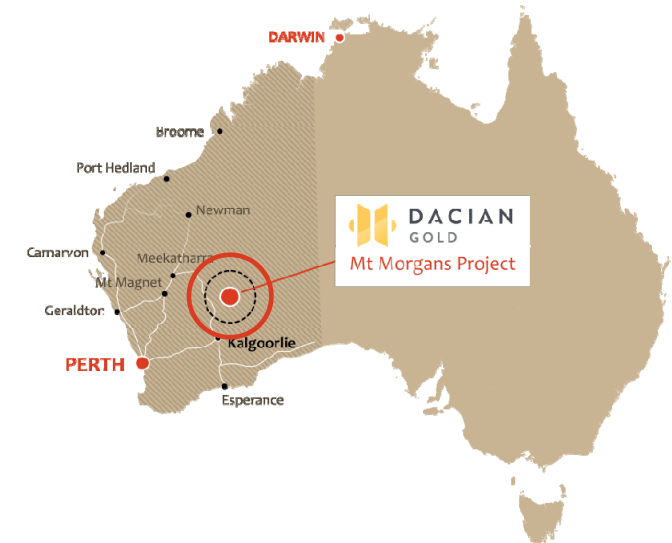 DARWIN
Broome
Port Hedland
Newman
DACIAN
GOLD
Mt Morgans Project
Carnarvon
Meekatharra
Mt Magnet
Geraldton
Kalgoorlie
PERTH
Esperance